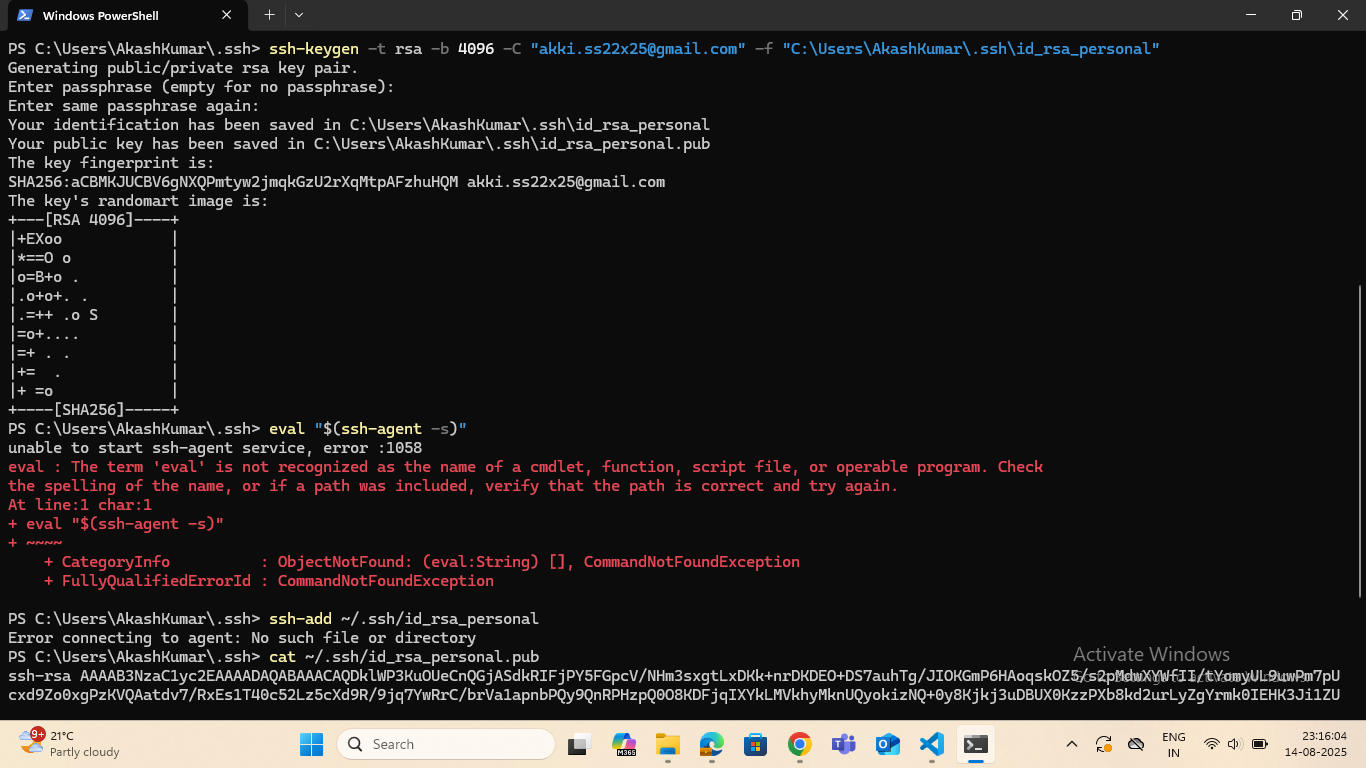 Windows PowerShell
PS C:\Users\AkashKumar\.ssh> ssh-keygen -t rsa -b 4096 -C "akki.ss22x25@gmail.com" -f "C:\Users\AkashKumar\.ssh\id_rsa_personal"
Generating public/private rsa key pair.
Enter passphrase (empty for no passphrase):
Enter same passphrase again:
Your identification has been saved in C:\Users\AkashKumar\.ssh\id_rsa_personal
Your public key has been saved in C:\Users\AkashKumar\.ssh\id_rsa_personal.pub
The key fingerprint is:
SHA256:aCBMKJUCBV6gNXQPmtyw2jmqkGzU2rXqMtpAFzhuHQM akki.ss22x25@gmail.com
The key's randomart image is:
+---[RSA 4096]----+
|+EXoo            |
|*==O o           |
|o=B+o .          |
|.o+o+. .         |
|.=++ .o S        |
|=o+....          |
|=+ . .           |
|+=  .            |
|+ =o             |
+----[SHA256]-----+
PS C:\Users\AkashKumar\.ssh> eval "$(ssh-agent -s)"
unable to start ssh-agent service, error :1058
eval : The term 'eval' is not recognized as the name of a cmdlet, function, script file, or operable program. Check
the spelling of the name, or if a path was included, verify that the path is correct and try again.
At line:1 char:1
+ eval "$(ssh-agent -s)"
+ ~~~~
    + CategoryInfo          : ObjectNotFound: (eval:String) [], CommandNotFoundException
    + FullyQualifiedErrorId : CommandNotFoundException
PS C:\Users\AkashKumar\.ssh> ssh-add ~/.ssh/id_rsa_personal
Error connecting to agent: No such file or directory
PS C:\Users\AkashKumar\.ssh> cat ~/.ssh/id_rsa_personal.pub
ssh-rsa
cxd9Zo0xgPzKVQAatdv7/RxEs1T40c52Lz5cXd9R/9jq7YwRrC/brVa1apnbPQy9QnRPHzpQ0O8KDFjqIXYkLMVkhyMknUQyokizNQ+0y8Kjkj3uDBUX0KzzPXb8kd2urLyZgYrmk0IEHK3Ji1ZU
Activate Windows
9+
21°C
Partly cloudy
Search
M365
ENG
IN
23:16:04
14-08-2025